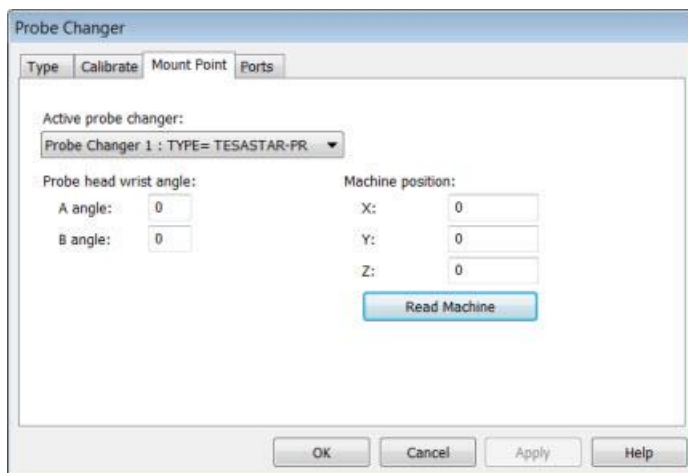 Probe Changer
Type Calibrate Mount Point Ports
Active probe changer:
Probe Changer 1 : TYPE= TESASTAR-PR
Probe head wrist angle: Machine position:
A angle: 0 X: 0
B angle: 0 Y: 0
Z: 0
Read Machine
OK Cancel Apply Help